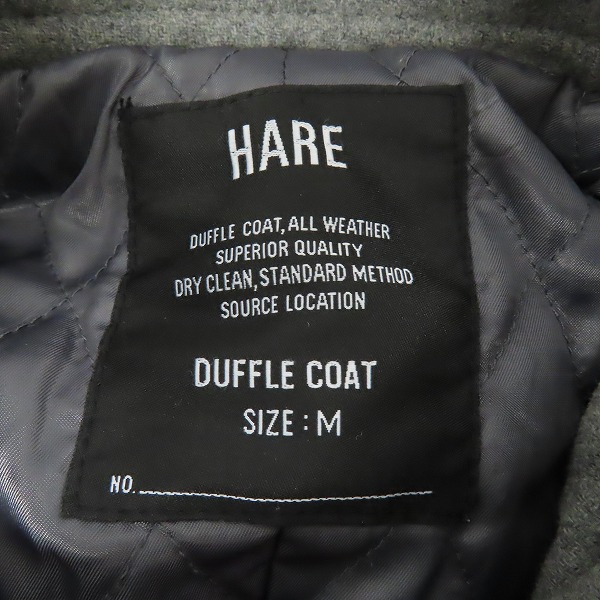 HARE
DUFFLE COAT, ALL WEATHER
SUPERIOR QUALITY
DRY CLEAN, STANDARD METHOD
SOURCE LOCATION
DUFFLE COAT
SIZE : M
NO.